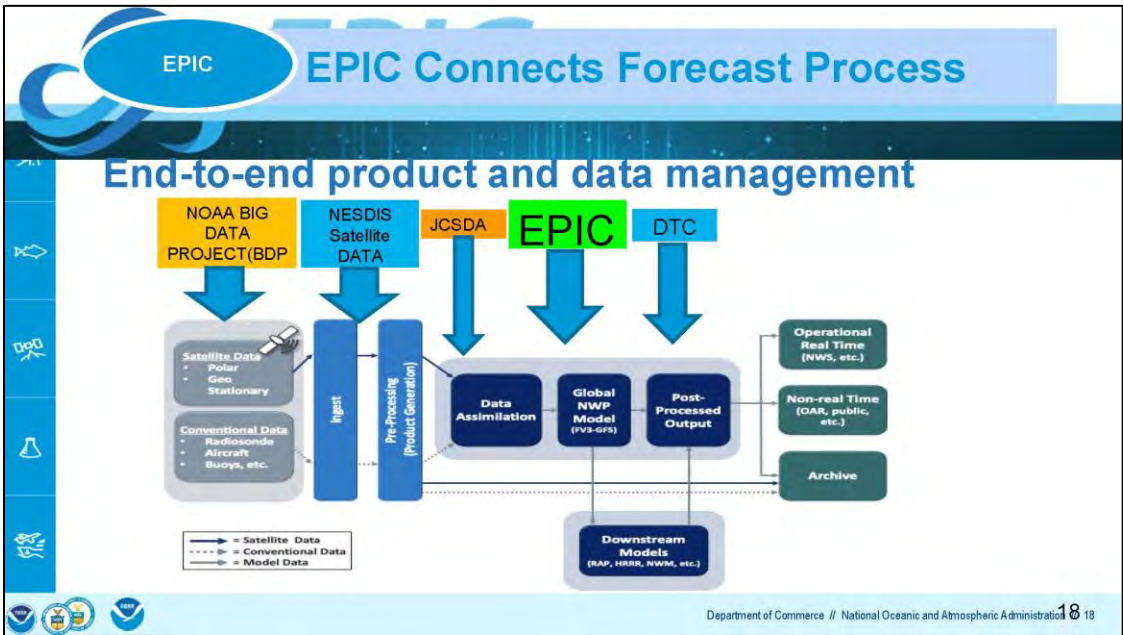 EPIC
EPIC Connects Forecast Process
End-to-end product and data management
NOAA BIG
DATA
PROJECT(BDP
NESDIS
Satellite
DATA
JCSDA
EPIC
DTC
Satellite Data
• Polar
• Geo
Stationary
Conventional Data
• Radiosonde
• Aircraft
• Buoys, etc.
Ingest
Pre-Processing
(Product Generation)
Data
Assimilation
Global
NWP
Model
(FV3-GFS)
Post-
Processed
Output
Operational
Real Time
(NWS, etc.)
Non-real Time
(OAR, public,
etc.)
Archive
Downstream
Models
(RAP, HRRR, NWM, etc.)
= Satellite Data
= Conventional Data
= Model Data
Department of Commerce // National Oceanic and Atmospheric Administration
18
18